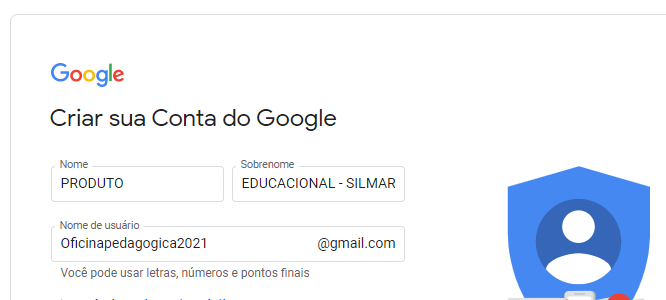 Google
Criar sua Conta do Google
Nome
Sobrenome
PRODUTO
EDUCACIONAL - SILMAR
Nome de usuário
Oficinapedagogica2021
@gmail.com
Você pode usar letras, números e pontos finais